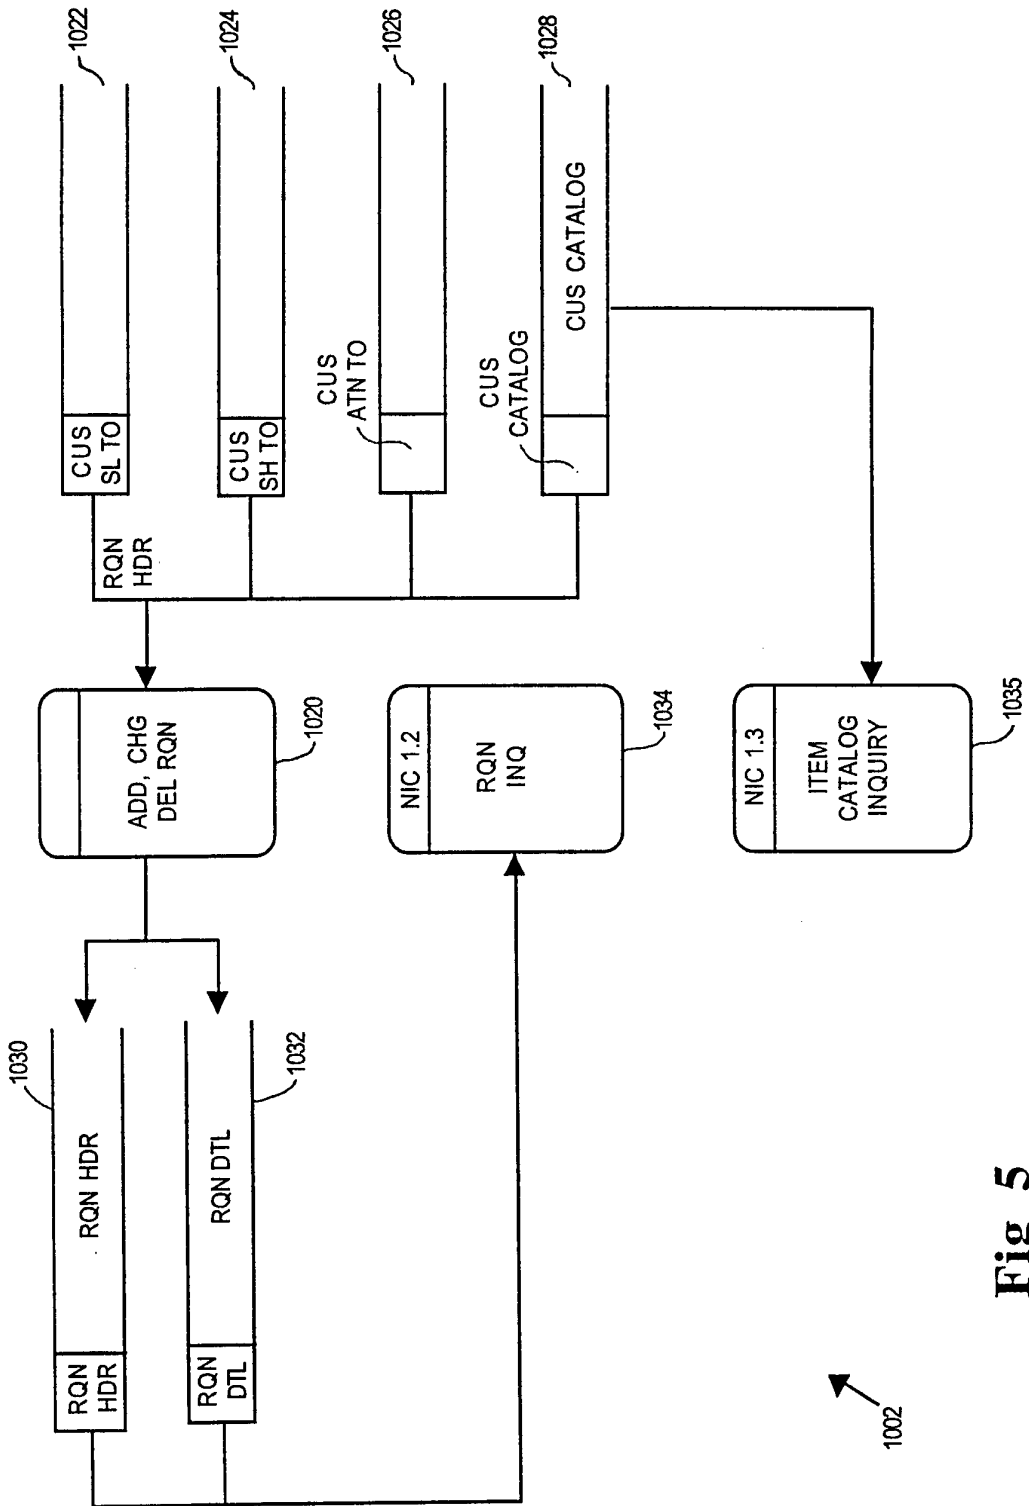 1022
CUS
SL TO
RQN
HDR
1024
CUS
SH TO
1026
CUS
ATN TO
1028
CUS
CATALOG
CUS CATALOG
ADD, CHG
DEL RQN
1020
NIC 1.2
RQN
INQ
1034
NIC 1.3
ITEM
CATALOG
INQUIRY
1035
1030
RQN
HDR
RQN HDR
1032
RQN
DTL
RQN DTL
1002
Fig. 5